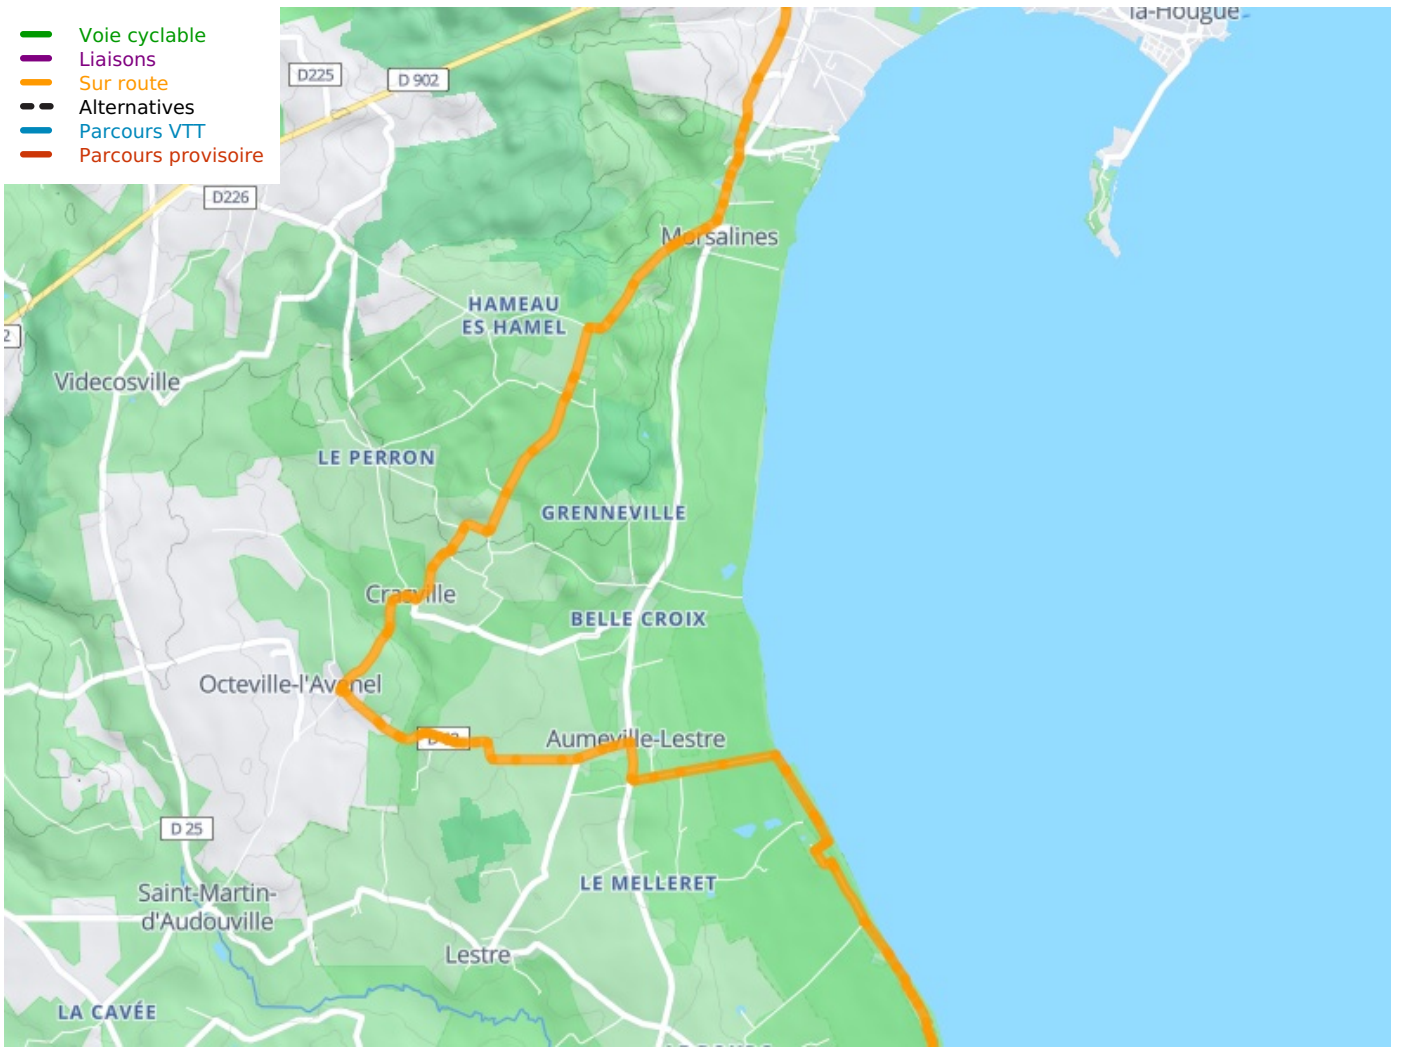 Voie cyclable
Liaisons
Sur route
Alternatives
Parcours VTT
Parcours provisoire
la-Hougue
D225
D 902
D226
Morsalines
HAMEAU
ES HAMEL
2
Videcosville
LE PERRON
GRENNEVILLE
Crasville
BELLE CROIX
Octeville-l'Avenel
Aumeville-Lestre
D 25
LE MELLERET
Saint-Martin-
d'Audouville
Lestre
LA CAVÉE